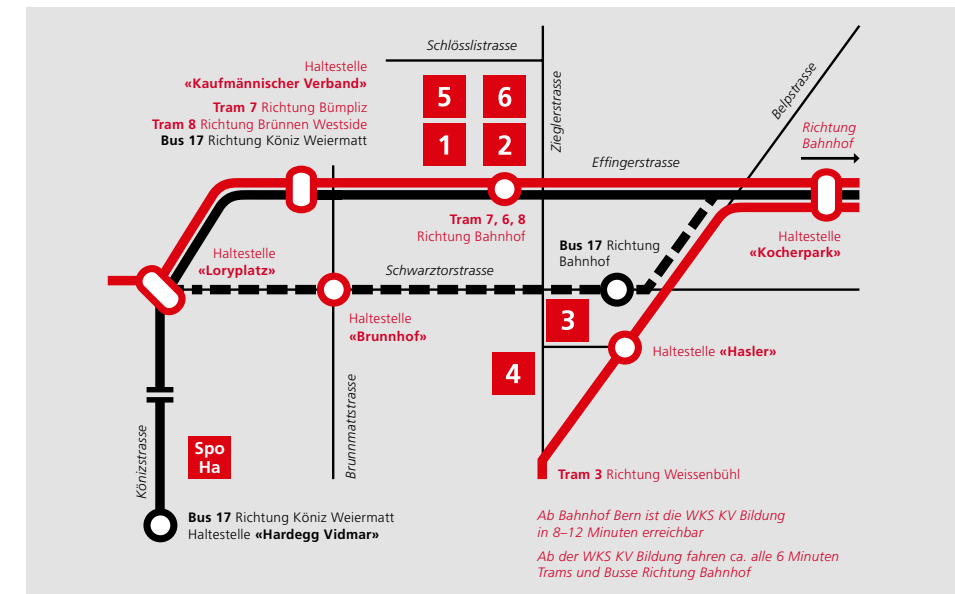 Schlösslistrasse
Haltestelle
«Kaufmännischer Verband»
Tram 7 Richtung Bümpliz
Tram 8 Richtung Brünnen Westside
Bus 17 Richtung Köniz Weiermatt
5
6
1
2
Zieglerstrasse
Belpstrasse
Richtung
Bahnhof
Effingerstrasse
Tram 7, 6, 8
Richtung Bahnhof
Bus 17 Richtung
Bahnhof
Haltestelle
«Kocherpark»
Haltestelle
«Loryplatz»
Schwarztorstrasse
Haltestelle
«Brunnhof»
3
4
Haltestelle «Hasler»
Brunnmattstrasse
Könizstrasse
Spo
Ha
Tram 3 Richtung Weissenbühl
Bus 17 Richtung Köniz Weiermatt
Haltestelle «Hardegg Vidmar»
Ab Bahnhof Bern ist die WKS KV Bildung
in 8–12 Minuten erreichbar
Ab der WKS KV Bildung fahren ca. alle 6 Minuten
Trams und Busse Richtung Bahnhof